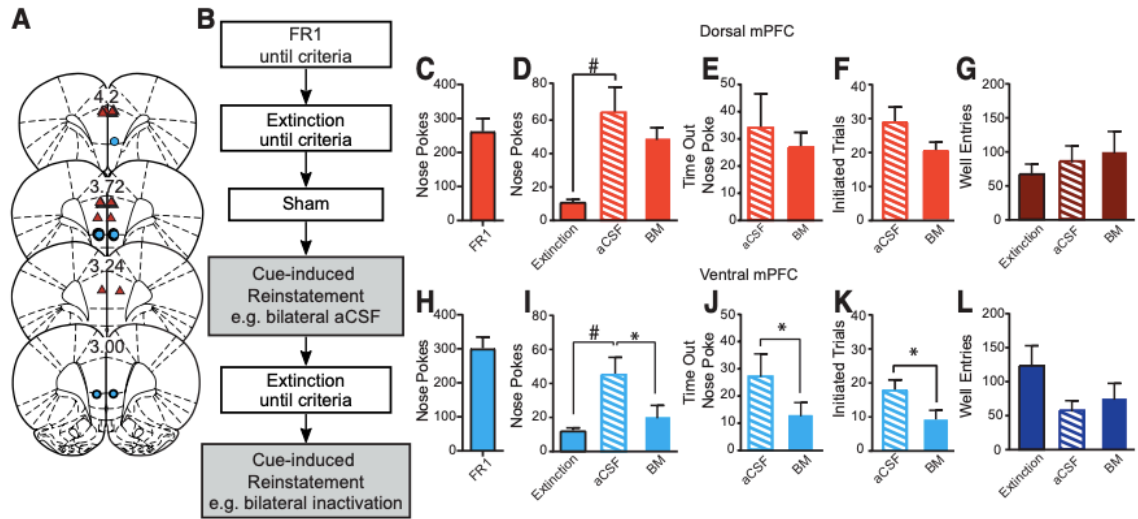 A
4.2
3.72
3.24
3.00
B
FR1
until criteria
Extinction
until criteria
Sham
Cue-induced
Reinstatement
e.g. bilateral aCSF
Extinction
until criteria
Cue-induced
Reinstatement
e.g. bilateral inactivation
Dorsal mPFC
C
Nose Pokes
400
300
200
100
0
FR1
D
Nose Pokes
80
60
40
20
0
#
Extinction
aCSF
BM
E
Time Out
Nose Poke
50
40
30
20
10
0
aCSF
BM
F
Initiated Trials
40
30
20
10
0
aCSF
BM
G
Well Entries
200
150
100
50
0
Extinction
aCSF
BM
Ventral mPFC
H
Nose Pokes
400
300
200
100
0
FR1
I
Nose Pokes
80
60
40
20
0
# *
Extinction
aCSF
BM
J
Time Out
Nose Poke
50
40
30
20
10
0
*
aCSF
BM
K
Initiated Trials
40
30
20
10
0
*
aCSF
BM
L
Well Entries
200
150
100
50
0
Extinction
aCSF
BM